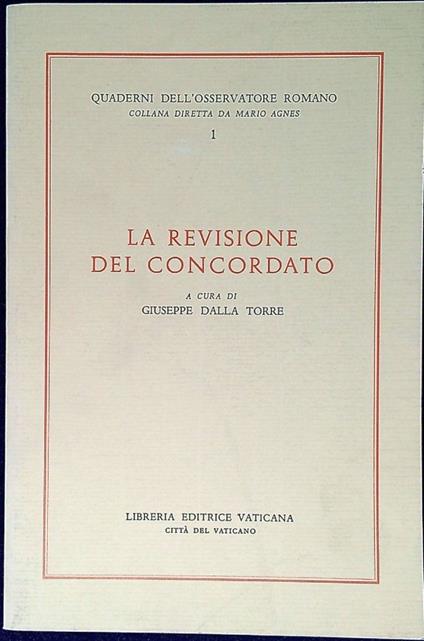 QUADERNI DELL'OSSERVATORE ROMANO
COLLANA DIRETTA DA MARIO AGNES
1
LA REVISIONE
DEL CONCORDATO
A CURA DI
GIUSEPPE DALLA TORRE
LIBRERIA EDITRICE VATICANA
CITTÀ DEL VATICANO